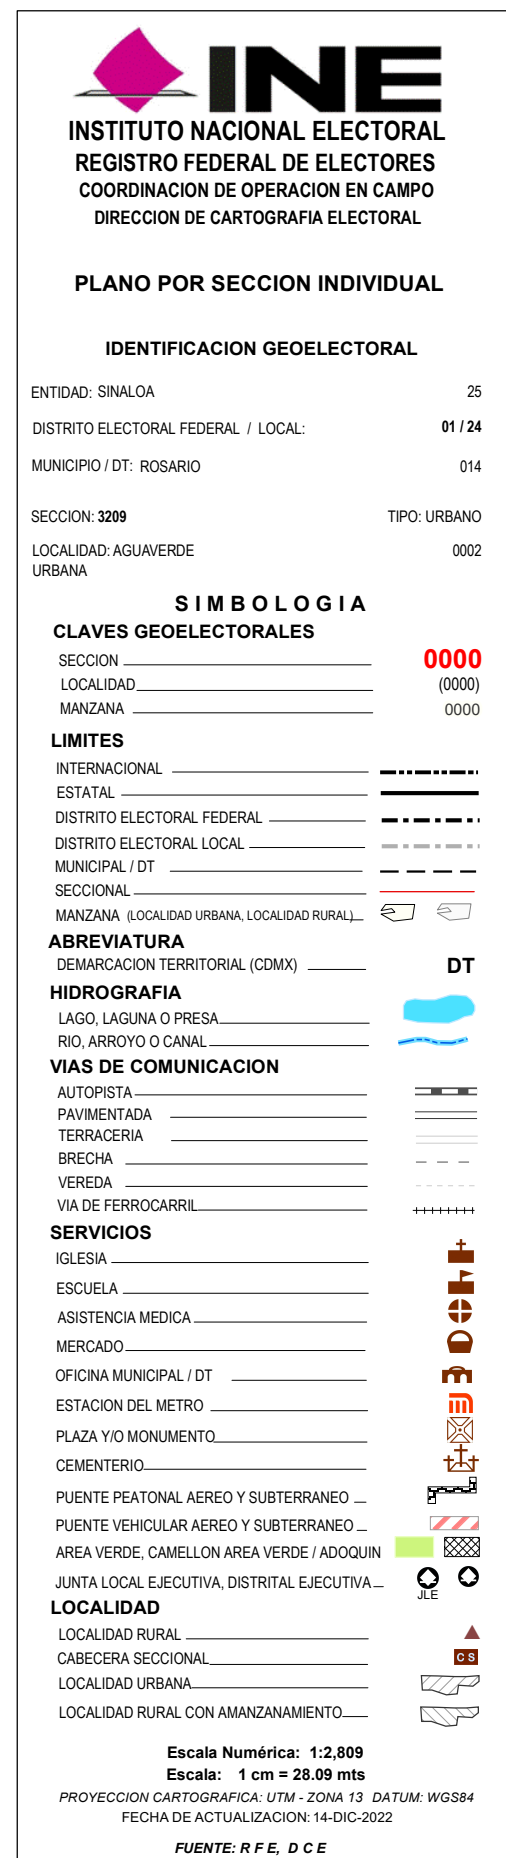 INE
INSTITUTO NACIONAL ELECTORAL
REGISTRO FEDERAL DE ELECTORES
COORDINACION DE OPERACION EN CAMPO
DIRECCION DE CARTOGRAFIA ELECTORAL
PLANO POR SECCION INDIVIDUAL
IDENTIFICACION GEOELECTORAL
ENTIDAD: SINALOA 25
DISTRITO ELECTORAL FEDERAL / LOCAL: 01 / 24
MUNICIPIO / DT: ROSARIO 014
SECCION: 3209 TIPO: URBANO
LOCALIDAD: AGUAVERDE 0002
URBANA
SIMBOLOGIA
CLAVES GEOELECTORALES
SECCION 0000
LOCALIDAD (0000)
MANZANA 0000
LIMITES
INTERNACIONAL
ESTATAL
DISTRITO ELECTORAL FEDERAL
DISTRITO ELECTORAL LOCAL
MUNICIPAL / DT
SECCIONAL
MANZANA (LOCALIDAD URBANA, LOCALIDAD RURAL)
ABREVIATURA
DEMARCACION TERRITORIAL (CDMX) DT
HIDROGRAFIA
LAGO, LAGUNA O PRESA
RIO, ARROYO O CANAL
VIAS DE COMUNICACION
AUTOPISTA
PAVIMENTADA
TERRACERIA
BRECHA
VEREDA
VIA DE FERROCARRIL
SERVICIOS
IGLESIA
ESCUELA
ASISTENCIA MEDICA
MERCADO
OFICINA MUNICIPAL / DT
ESTACION DEL METRO
PLAZA Y/O MONUMENTO
CEMENTERIO
PUENTE PEATONAL AEREO Y SUBTERRANEO
PUENTE VEHICULAR AEREO Y SUBTERRANEO
AREA VERDE, CAMELLON AREA VERDE / ADOQUIN
JUNTA LOCAL EJECUTIVA, DISTRITAL EJECUTIVA
JLE
LOCALIDAD
LOCALIDAD RURAL
CABECERA SECCIONAL C S
LOCALIDAD URBANA
LOCALIDAD RURAL CON AMANZANAMIENTO
Escala Numérica: 1:2,809
Escala: 1 cm = 28.09 mts
PROYECCION CARTOGRAFICA: UTM - ZONA 13 DATUM: WGS84
FECHA DE ACTUALIZACION: 14-DIC-2022
FUENTE: R F E, D C E